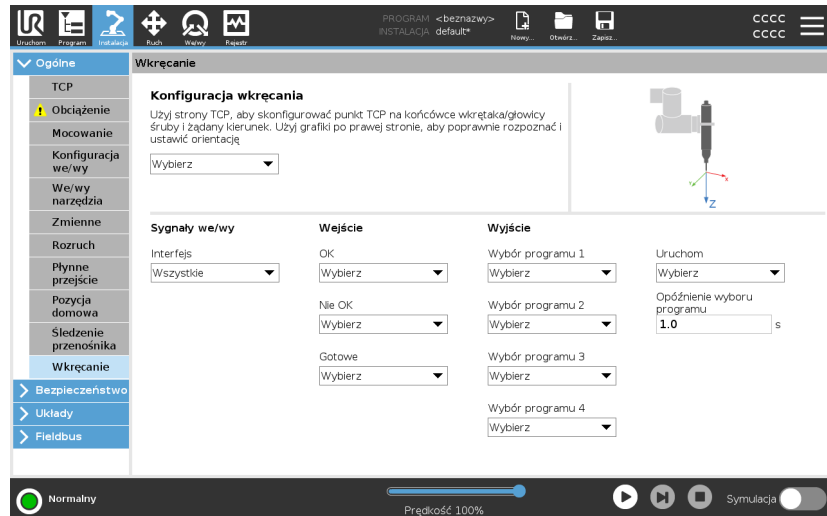 PROGRAM <beznazwy>
INSTALACJA default*
Uruchom Program Instalacja Ruch We/wy Rejestr
Nowy... Otwórz... Zapisz...
CCCC
CCCC
Ogólne
TCP
Obciążenie
Mocowanie
Konfiguracja
we/wy
We/wy
narzędzia
Zmienne
Rozruch
Płynne
przejście
Pozycja
domowa
Śledzenie
przenośnika
Wkręcanie
Bezpieczeństwo
Układy
Fieldbus
Wkręcanie
Konfiguracja wkręcania
Użyj strony TCP, aby skonfigurować punkt TCP na końcówce wkrętaka/głowicy
śruby i żądany kierunek. Użyj grafiki po prawej stronie, aby poprawnie rozpoznać i
ustawić orientację
Wybierz
Y X
Z
Sygnały we/wy
Interfejs
Wszystkie
Wejście
OK
Wybierz
Nie OK
Wybierz
Gotowe
Wybierz
Wyjście
Wybór programu 1
Wybierz
Wybór programu 2
Wybierz
Wybór programu 3
Wybierz
Wybór programu 4
Wybierz
Uruchom
Wybierz
Opóźnienie wyboru
programu
1.0 s
Normalny
Prędkość 100%
Symulacja